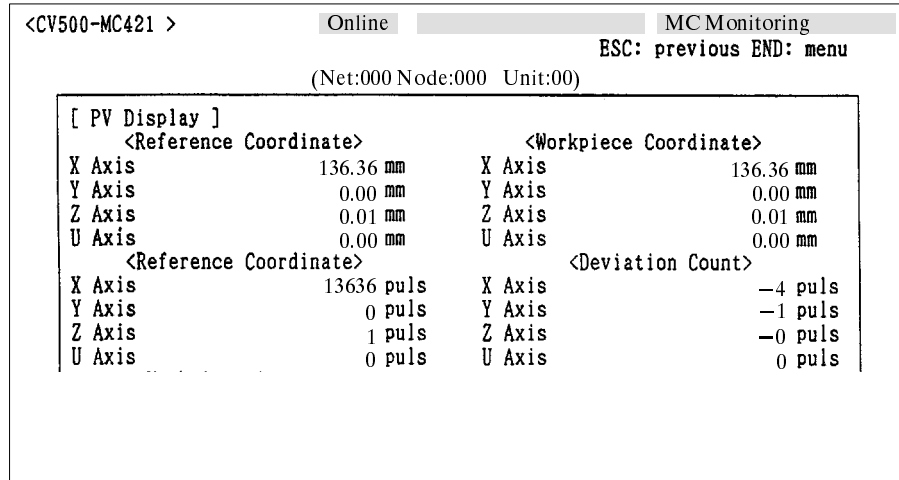 <CV500-MC421 > Online MC Monitoring
ESC: previous END: menu
(Net:000 Node:000 Unit:00)
[ PV Display ]
<Reference Coordinate> <Workpiece Coordinate>
X Axis 136.36 mm X Axis 136.36 mm
Y Axis 0.00 mm Y Axis 0.00 mm
Z Axis 0.01 mm Z Axis 0.01 mm
U Axis 0.00 mm U Axis 0.00 mm
<Reference Coordinate> <Deviation Count>
X Axis 13636 puls X Axis −4 puls
Y Axis 0 puls Y Axis −1 puls
Z Axis 1 puls Z Axis −0 puls
U Axis 0 puls U Axis 0 puls